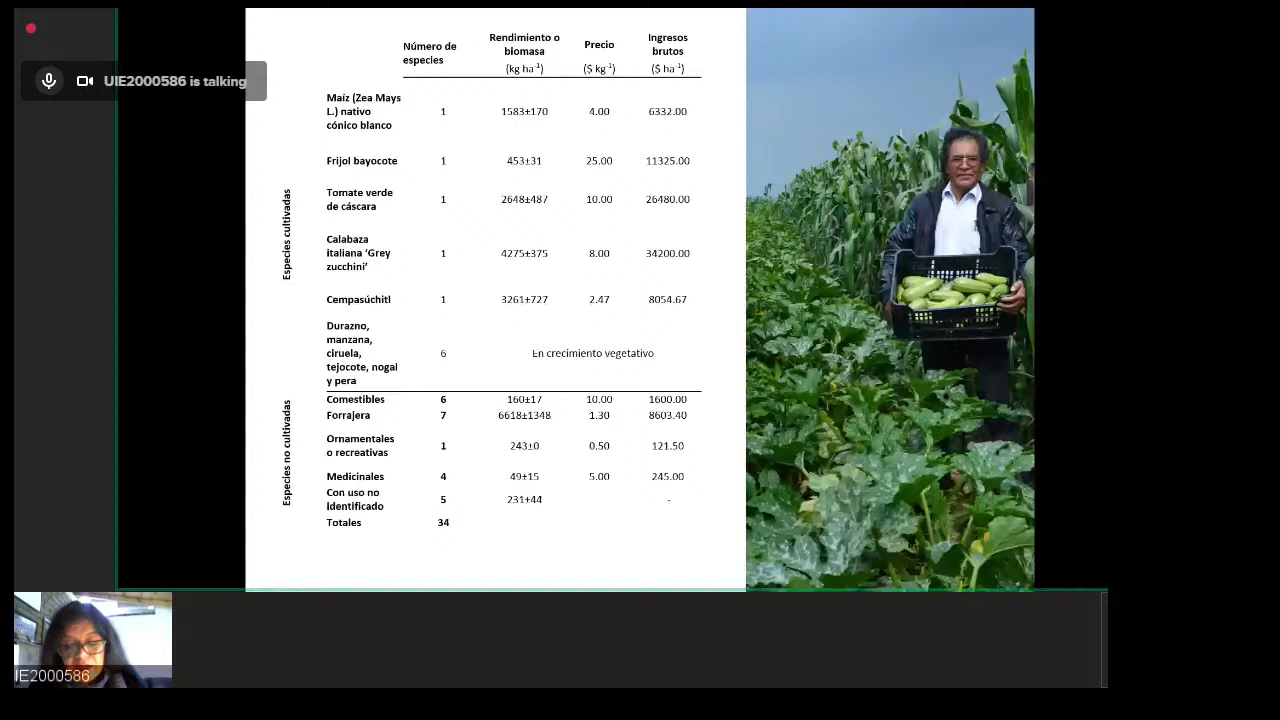 UIE2000586 is talking
Número de
especies
Rendimiento o
biomasa
(kg ha⁻¹)
Precio
($ kg⁻¹)
Ingresos
brutos
($ ha⁻¹)
Especies cultivadas
Maíz (Zea Mays
L.) nativo
cónico blanco
1 1583±170 4.00 6332.00
Frijol bayocote 1 453±31 25.00 11325.00
Tomate verde
de cáscara
1 2648±487 10.00 26480.00
Calabaza
italiana ‘Grey
zucchini’
1 4275±375 8.00 34200.00
Cempasúchitl 1 3261±727 2.47 8054.67
Durazno,
manzana,
ciruela,
tejocote, nogal
y pera
6 En crecimiento vegetativo
Especies no cultivadas
Comestibles 6 160±17 10.00 1600.00
Forrajera 7 6618±1348 1.30 8603.40
Ornamentales
o recreativas
1 243±0 0.50 121.50
Medicinales 4 49±15 5.00 245.00
Con uso no
identificado
5 231±44 -
Totales 34
IE2000586